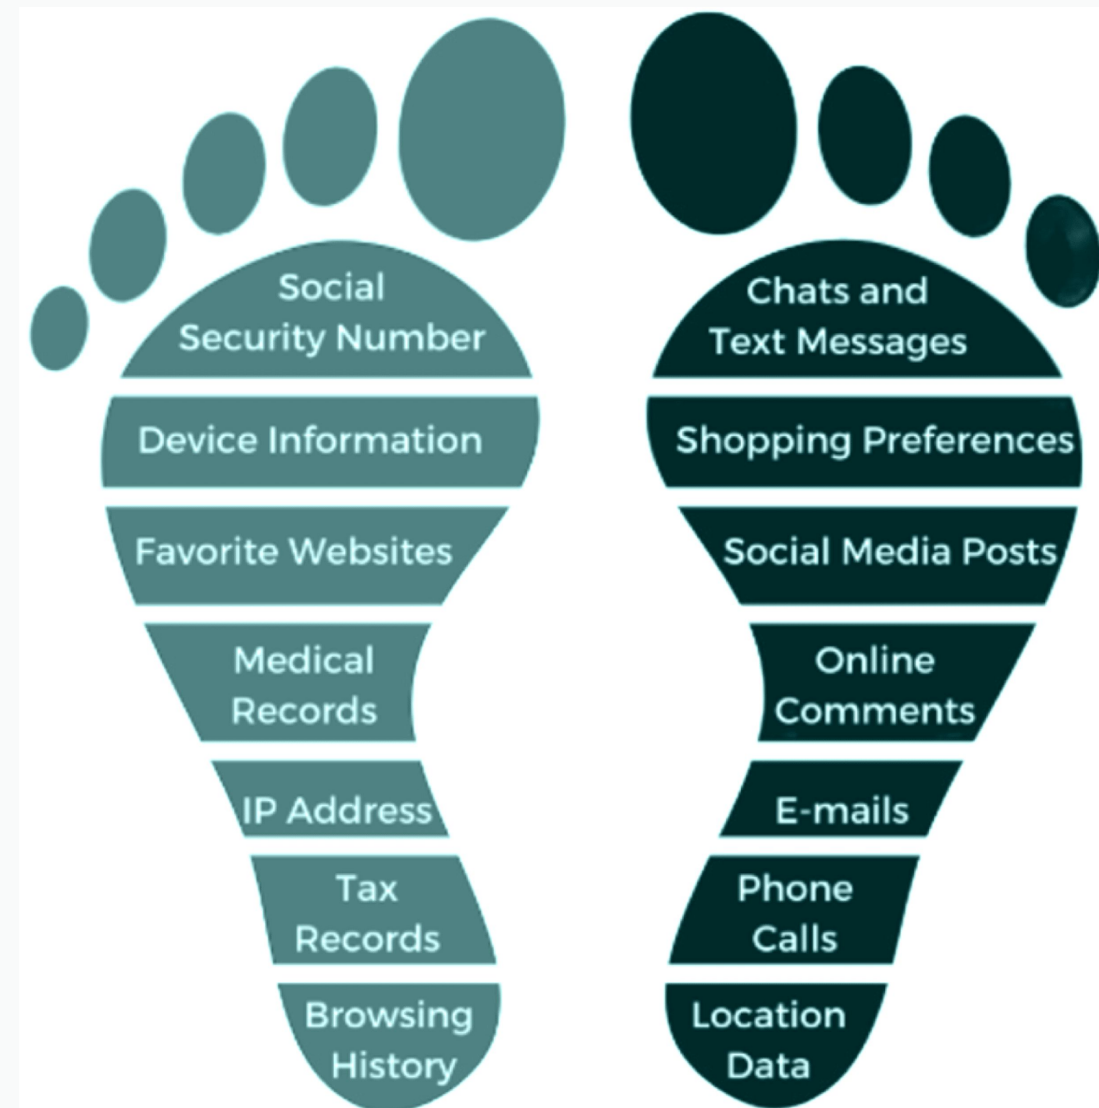 Social
Security Number
Device Information
Favorite Websites
Medical
Records
IP Address
Tax
Records
Browsing
History
Chats and
Text Messages
Shopping Preferences
Social Media Posts
Online
Comments
E-mails
Phone
Calls
Location
Data